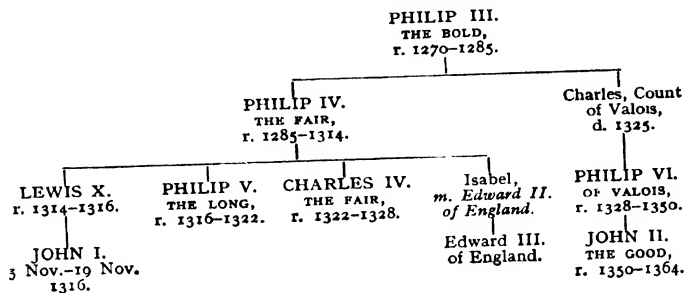 PHILIP III.
THE BOLD,
r. 1270–1285.
PHILIP IV.
THE FAIR,
r. 1285–1314.
Charles, Count
of Valois,
d. 1325.
LEWIS X.
r. 1314–1316.
PHILIP V.
THE LONG,
r. 1316–1322.
CHARLES IV.
THE FAIR,
r. 1322–1328.
Isabel,
m. Edward II.
of England.
PHILIP VI.
OF VALOIS,
r. 1328–1350.
JOHN I.
3 Nov.–19 Nov.
1316.
Edward III.
of England.
JOHN II.
THE GOOD,
r. 1350–1364.